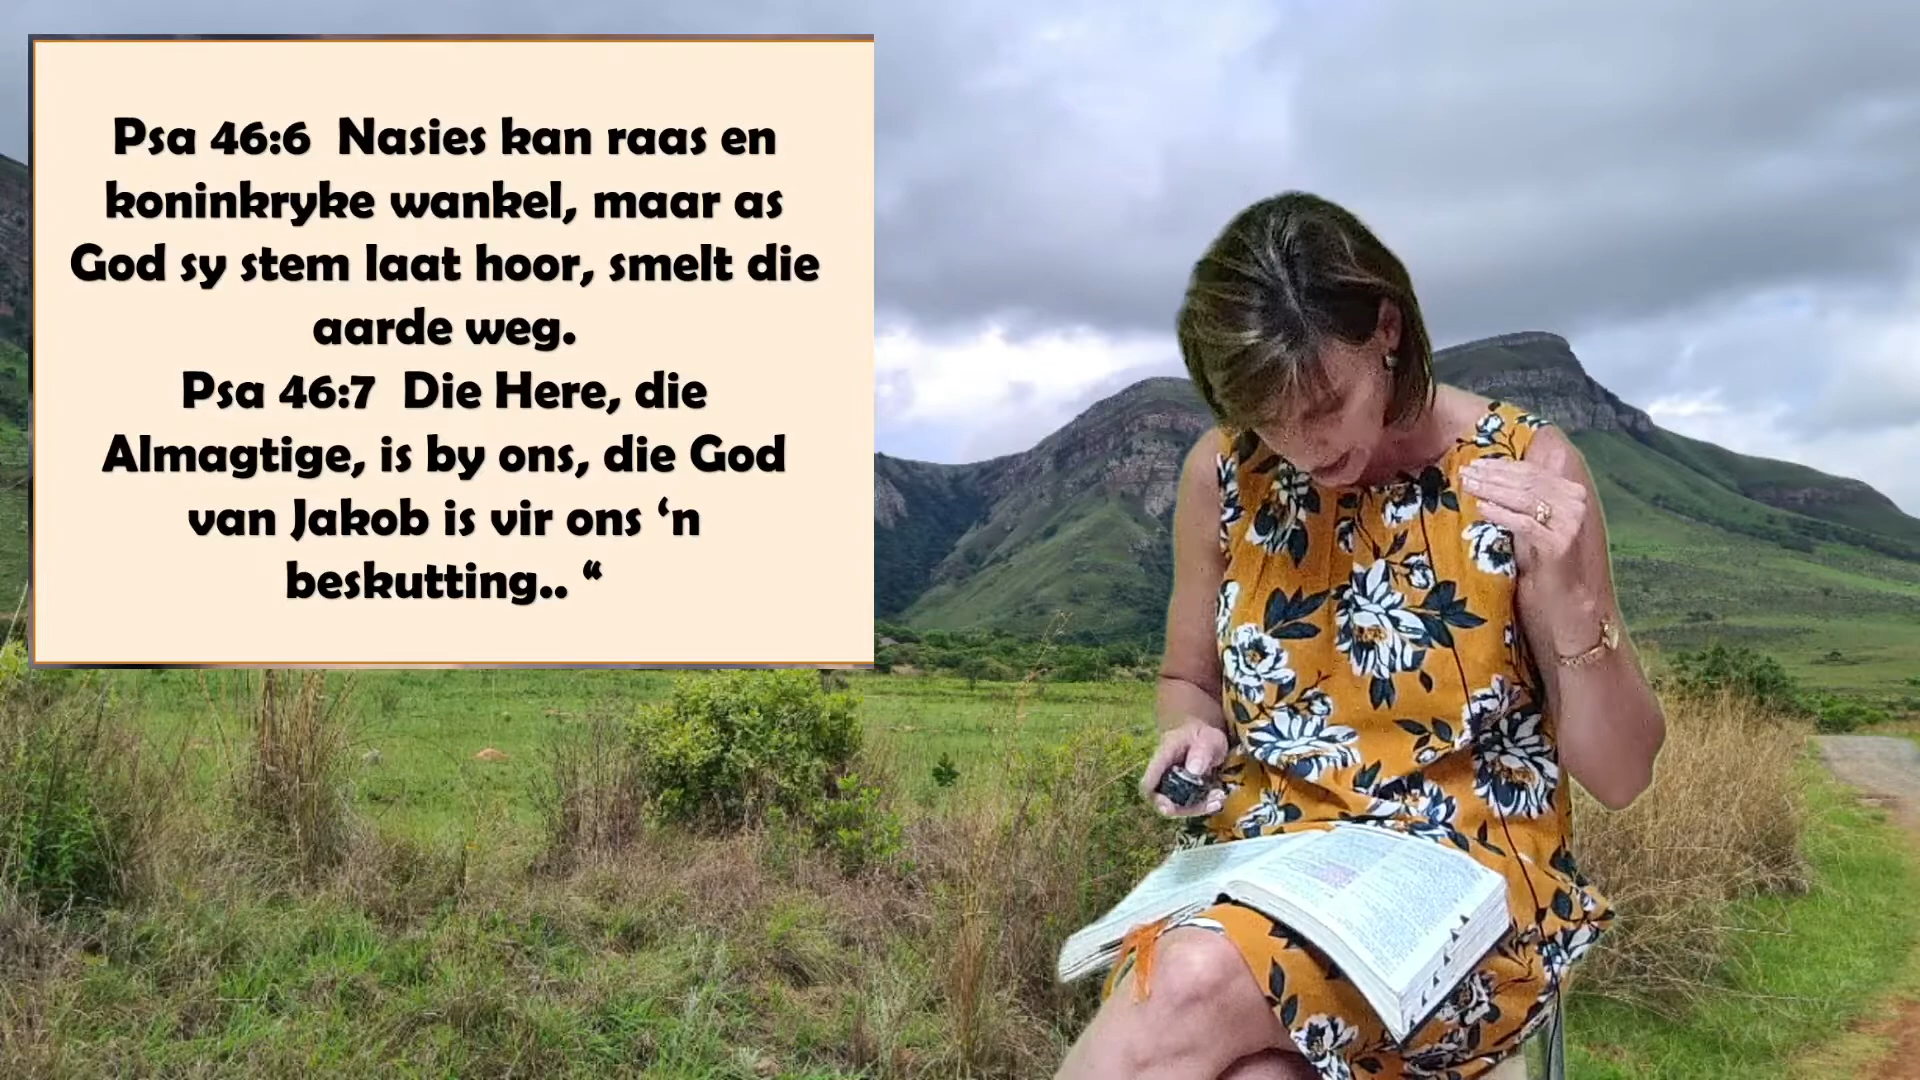 Psa 46:6 Nasies kan raas en
koninkryke wankel, maar as
God sy stem laat hoor, smelt die
aarde weg.
Psa 46:7 Die Here, die
Almagtige, is by ons, die God
van Jakob is vir ons ‘n
beskutting.. “